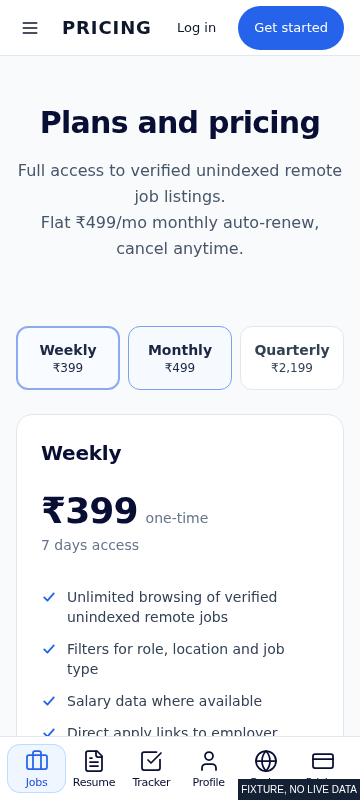 PRICING
Log in
Get started
Plans and pricing
Full access to verified unindexed remote
job listings.
Flat ₹499/mo monthly auto-renew,
cancel anytime.
Weekly
₹399
Monthly
₹499
Quarterly
₹2,199
Weekly
₹399 one-time
7 days access
Unlimited browsing of verified
unindexed remote jobs
Filters for role, location and job
type
Salary data where available
Direct apply links to employer
Jobs
Resume
Tracker
Profile
FIXTURE, NO LIVE DATA